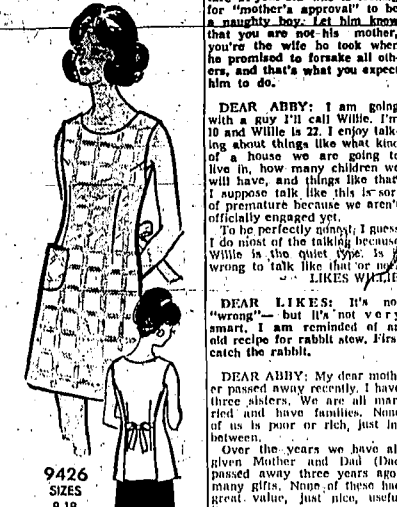 for "mother's approval" to be
a naughty boy. Let him know
that you are not his mother,
you're the wife he took when
he promised to forsake all oth-
ers, and that's what you expect
him to do.
DEAR ABBY: I am going
with a guy I'll call Willie. I'm
10 and Willie is 22. I enjoy talk-
ing about things like what kind
of a house we are going to
live in, how many children we
will have, and things like that.
I suppose talk like this is sor
of premature because we aren't
officially engaged yet.
To be perfectly honest, I guess
I do most of the talking because
Willie is the quiet type. Is
wrong to talk like that or not
LIKES WILLIE
DEAR LIKES: It's no
"wrong"— but it's not very
smart. I am reminded of an
old recipe for rabbit stew. Firs
catch the rabbit.
DEAR ABBY: My dear moth
er passed away recently. I have
three sisters. We are all mar
ried and have families. None
of us is poor or rich, just in
between.
Over the years we have al
given Mother and Dad (Dad
passed away three years ago
many gifts. None of these had
great value, just nice, useful
9426
SIZES